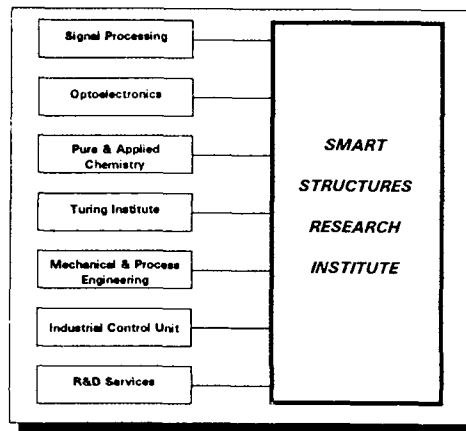 Signal Processing
Optoelectronics
Pure & Applied
Chemistry
Turing Institute
Mechanical & Process
Engineering
Industrial Control Unit
R&D Services
SMART
STRUCTURES
RESEARCH
INSTITUTE